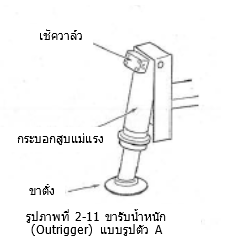 เช็ควาล์ว
กระบอกสูบแม่แรง
ขาตั้ง
รูปภาพที่ 2-11 ขารับน้ำหนัก
(Outrigger) แบบรูปตัว A